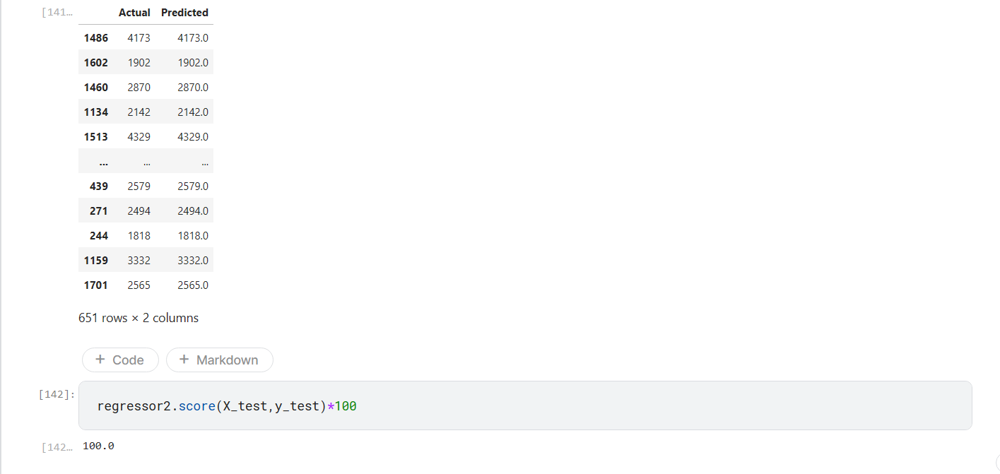 [141…
Actual Predicted
1486 4173 4173.0
1602 1902 1902.0
1460 2870 2870.0
1134 2142 2142.0
1513 4329 4329.0
... ... ...
439 2579 2579.0
271 2494 2494.0
244 1818 1818.0
1159 3332 3332.0
1701 2565 2565.0
651 rows × 2 columns
+ Code + Markdown
[142]:
regressor2.score(X_test,y_test)*100
[142…
100.0